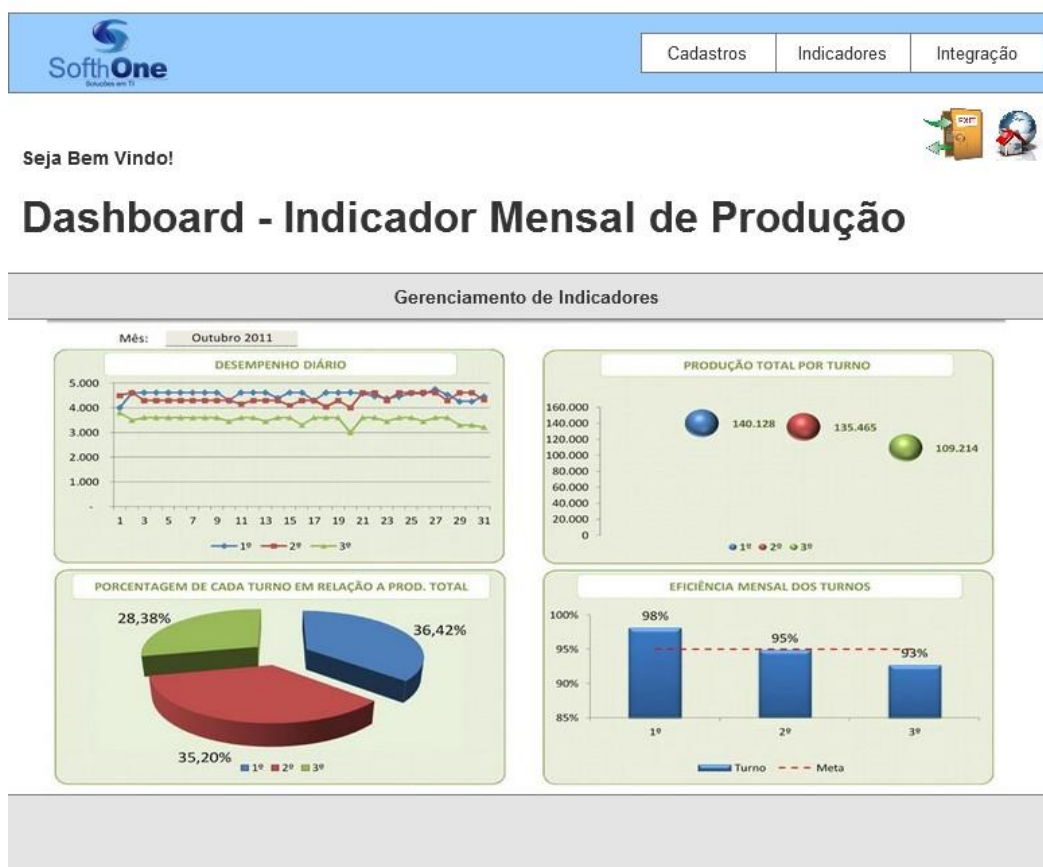 SofthOne
Soluções em TI
Cadastros
Indicadores
Integração
EXIT
Seja Bem Vindo!
Dashboard - Indicador Mensal de Produção
Gerenciamento de Indicadores
Mês: Outubro 2011
DESEMPENHO DIÁRIO
5.000
4.000
3.000
2.000
1.000
-
1 3 5 7 9 11 13 15 17 19 21 23 25 27 29 31
1º 2º 3º
PRODUÇÃO TOTAL POR TURNO
160.000
140.000
120.000
100.000
80.000
60.000
40.000
20.000
0
140.128
135.465
109.214
1º 2º 3º
PORCENTAGEM DE CADA TURNO EM RELAÇÃO A PROD. TOTAL
28,38%
36,42%
35,20%
1º 2º 3º
EFICIÊNCIA MENSAL DOS TURNOS
100%
95%
90%
85%
98%
95%
93%
1º 2º 3º
Turno Meta